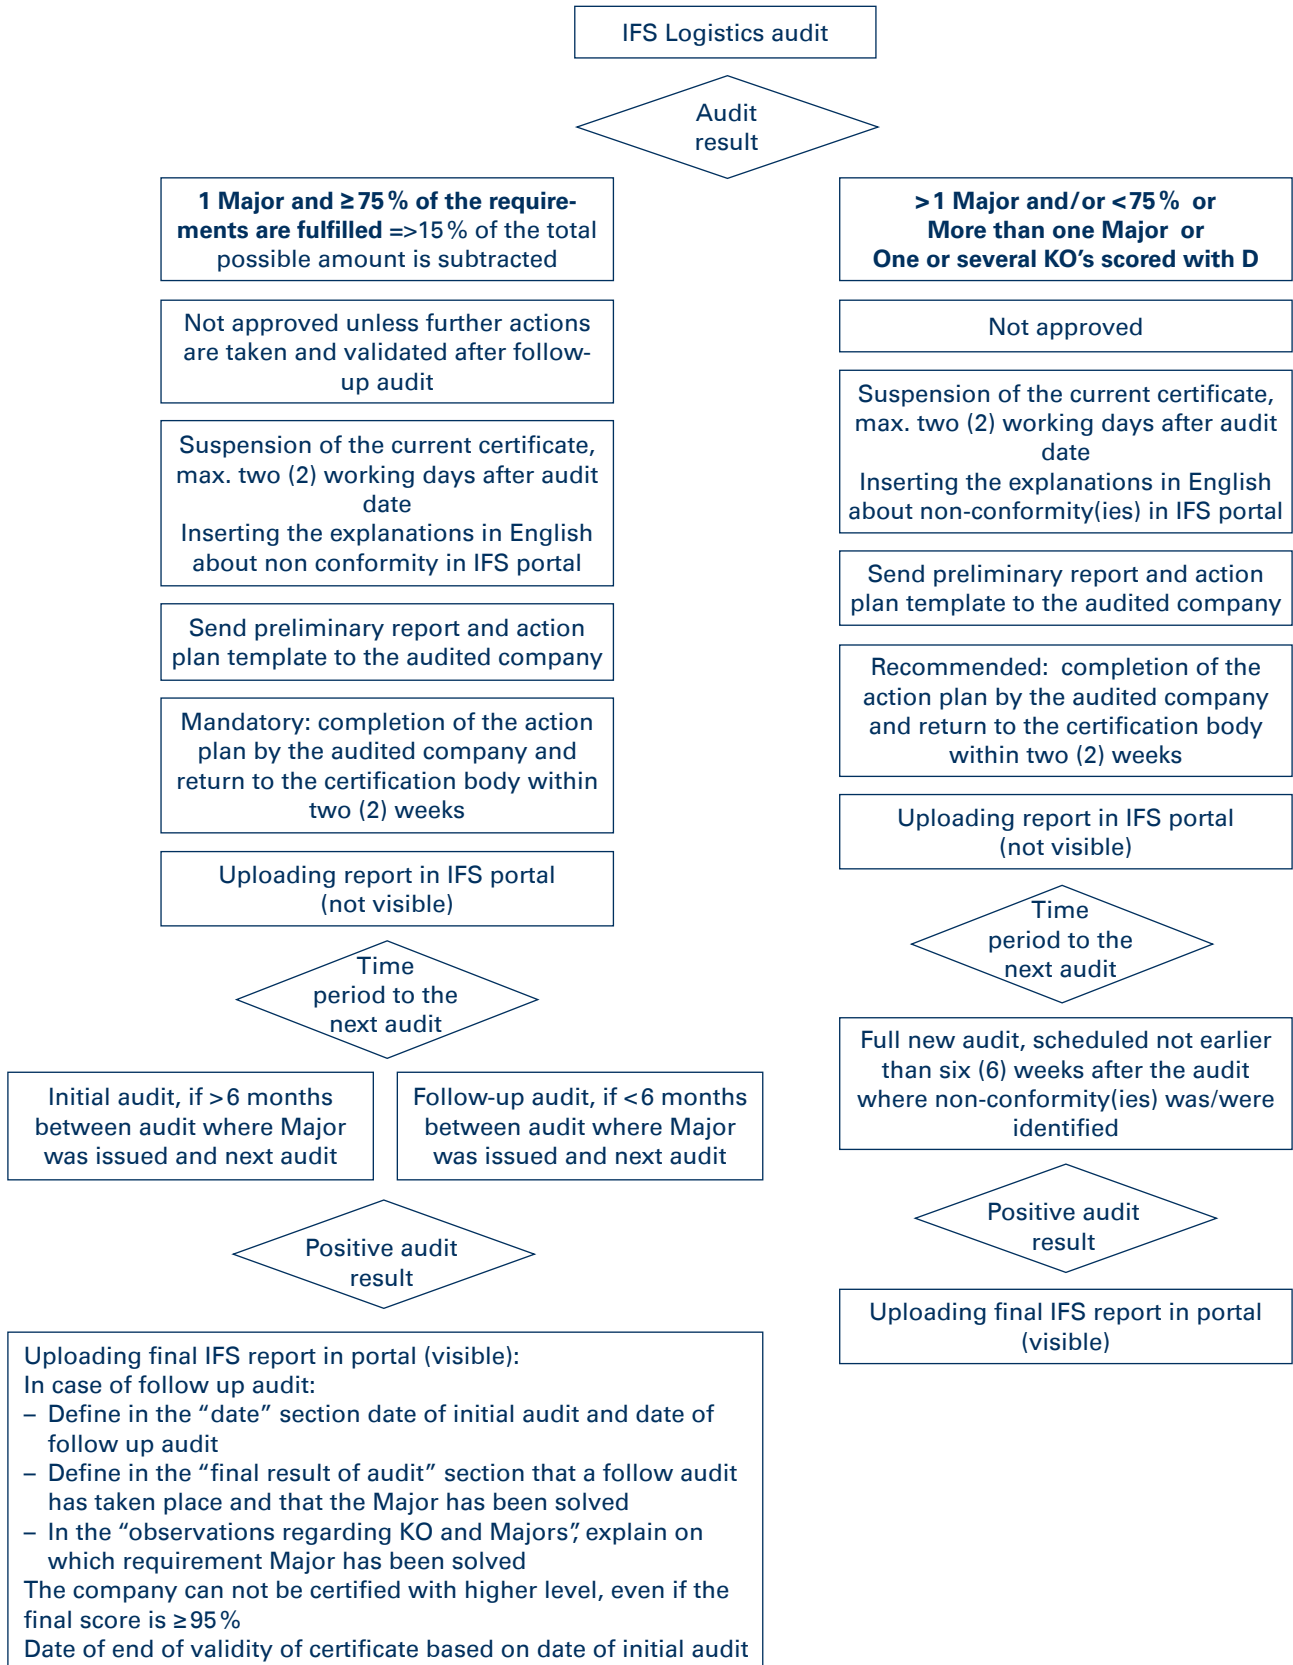 IFS Logistics audit
Audit
result
1 Major and ≥75% of the require-
ments are fulfilled =>15% of the total
possible amount is subtracted
Not approved unless further actions
are taken and validated after follow-
up audit
Suspension of the current certificate,
max. two (2) working days after audit
date
Inserting the explanations in English
about non conformity in IFS portal
Send preliminary report and action
plan template to the audited company
Mandatory: completion of the action
plan by the audited company and
return to the certification body within
two (2) weeks
Uploading report in IFS portal
(not visible)
Time
period to the
next audit
Initial audit, if >6 months
between audit where Major
was issued and next audit
Follow-up audit, if <6 months
between audit where Major
was issued and next audit
Positive audit
result
Uploading final IFS report in portal (visible):
In case of follow up audit:
– Define in the “date” section date of initial audit and date of
follow up audit
– Define in the “final result of audit” section that a follow audit
has taken place and that the Major has been solved
– In the “observations regarding KO and Majors”, explain on
which requirement Major has been solved
The company can not be certified with higher level, even if the
final score is ≥95%
Date of end of validity of certificate based on date of initial audit
>1 Major and/or <75% or
More than one Major or
One or several KO’s scored with D
Not approved
Suspension of the current certificate,
max. two (2) working days after audit
date
Inserting the explanations in English
about non-conformity(ies) in IFS portal
Send preliminary report and action
plan template to the audited company
Recommended: completion of the
action plan by the audited company
and return to the certification body
within two (2) weeks
Uploading report in IFS portal
(not visible)
Time
period to the
next audit
Full new audit, scheduled not earlier
than six (6) weeks after the audit
where non-conformity(ies) was/were
identified
Positive audit
result
Uploading final IFS report in portal
(visible)